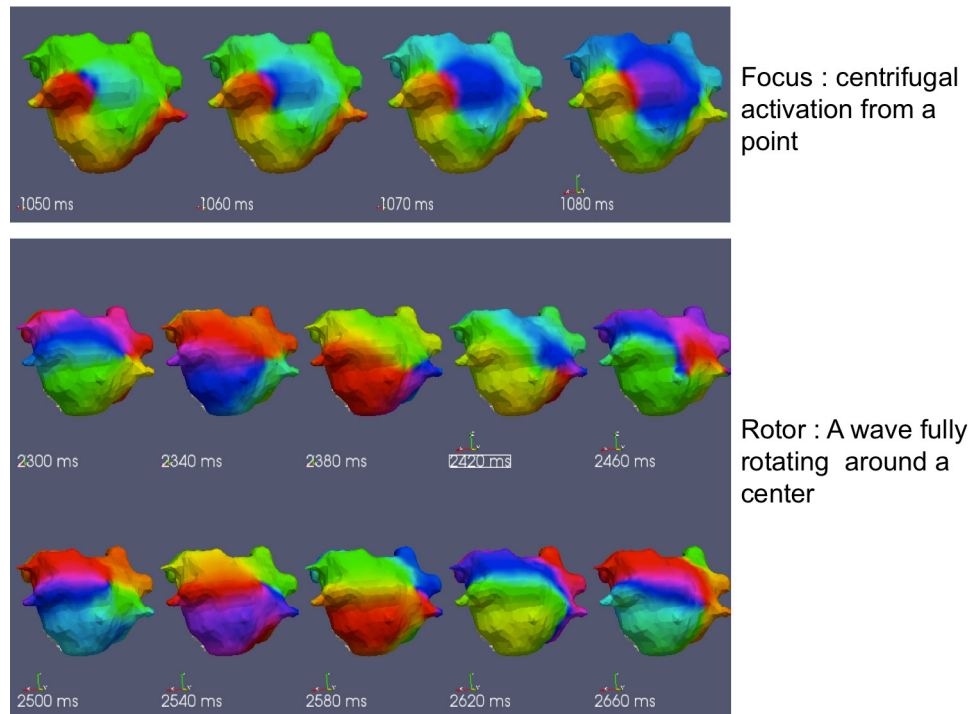 Focus : centrifugal
activation from a
point
1050 ms
1060 ms
1070 ms
1080 ms
Rotor : A wave fully
rotating around a
center
2300 ms
2340 ms
2380 ms
2420 ms
2460 ms
2500 ms
2540 ms
2580 ms
2620 ms
2660 ms